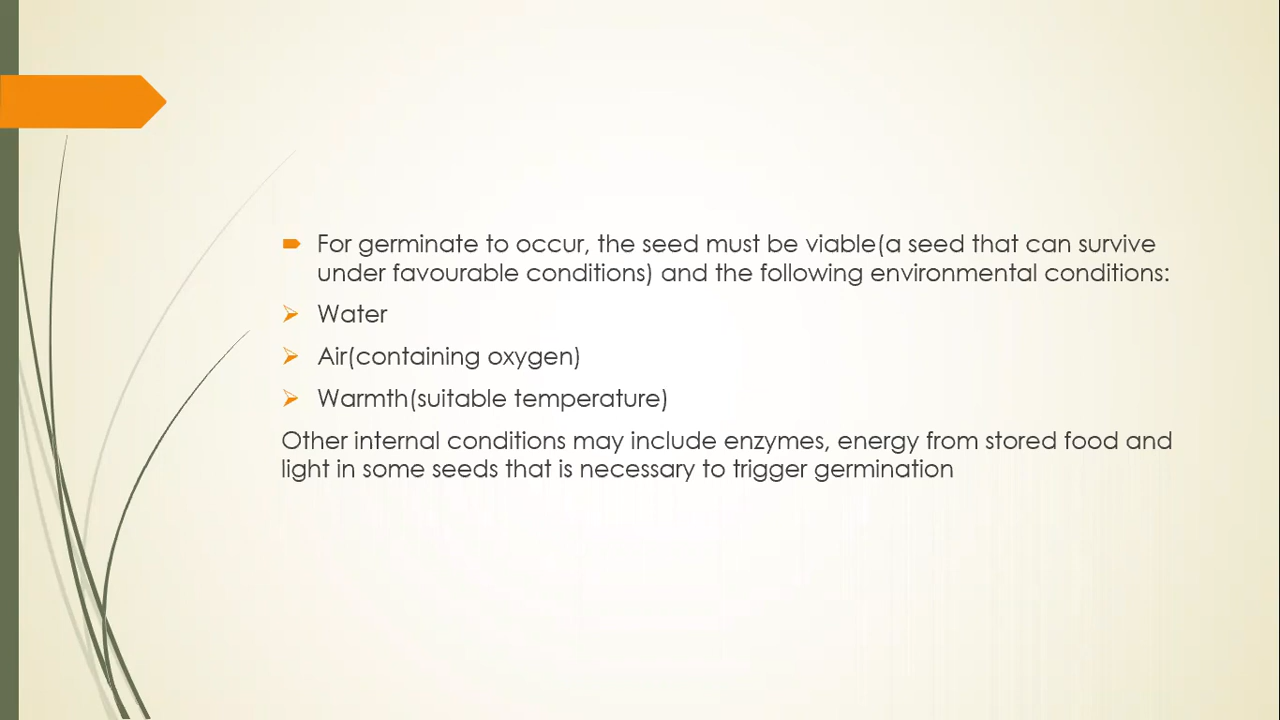 For germinate to occur, the seed must be viable(a seed that can survive
under favourable conditions) and the following environmental conditions:
Water
Air(containing oxygen)
Warmth(suitable temperature)
Other internal conditions may include enzymes, energy from stored food and
light in some seeds that is necessary to trigger germination